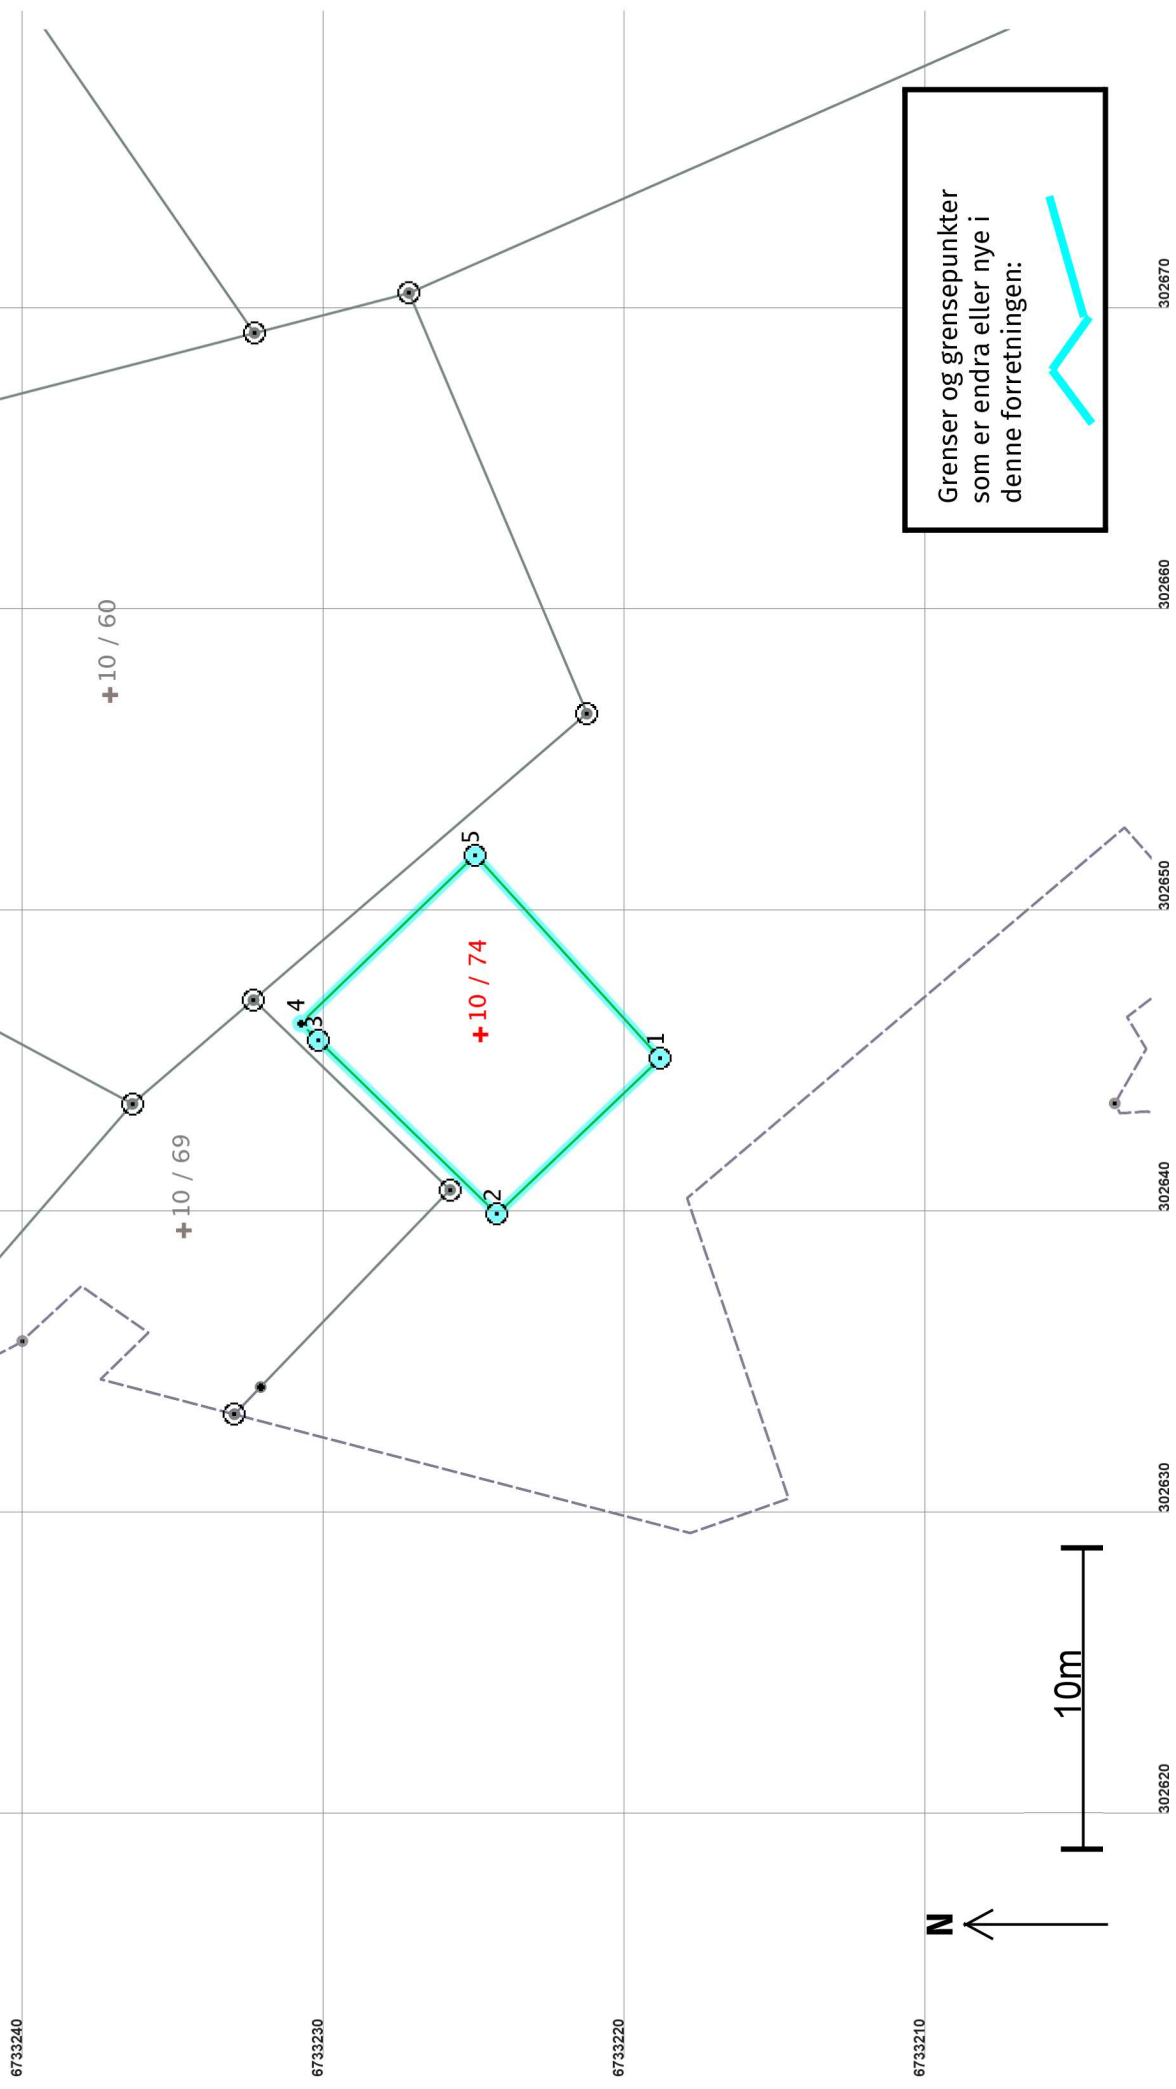 6733240
6733230
6733220
6733210
+10 / 60
+10 / 69
+10 / 74
1
2
3
4
5
Grenser og grensepunkter
som er endra eller nye i
denne forretningen:
N
10m
302620
302630
302640
302650
302660
302670